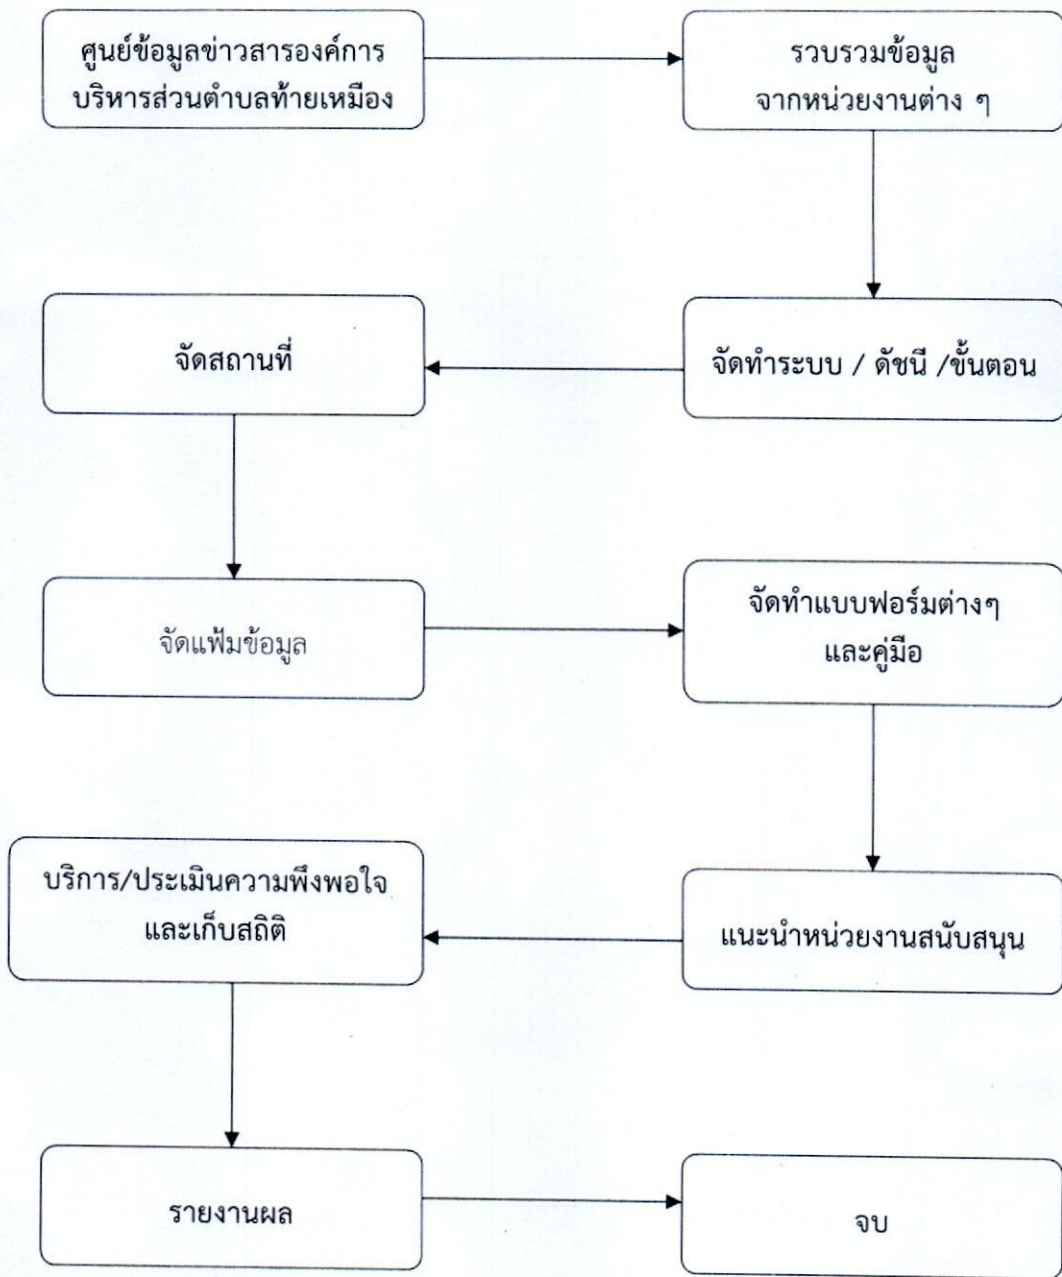 ศูนย์ข้อมูลข่าวสารองค์การ
บริหารส่วนตำบลท้ายเหมือง
รวบรวมข้อมูล
จากหน่วยงานต่าง ๆ
จัดทำระบบ / ดัชนี /ขั้นตอน
จัดสถานที่
จัดแฟ้มข้อมูล
จัดทำแบบฟอร์มต่างๆ
และคู่มือ
แนะนำหน่วยงานสนับสนุน
บริการ/ประเมินความพึงพอใจ
และเก็บสถิติ
รายงานผล
จบ